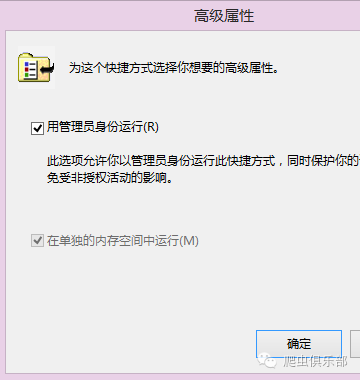 高级属性
为这个快捷方式选择你想要的高级属性。
用管理员身份运行(R)
此选项允许你以管理员身份运行此快捷方式，同时保护你的
免受非授权活动的影响。
在单独的内存空间中运行(M)
确定
爬虫俱乐部